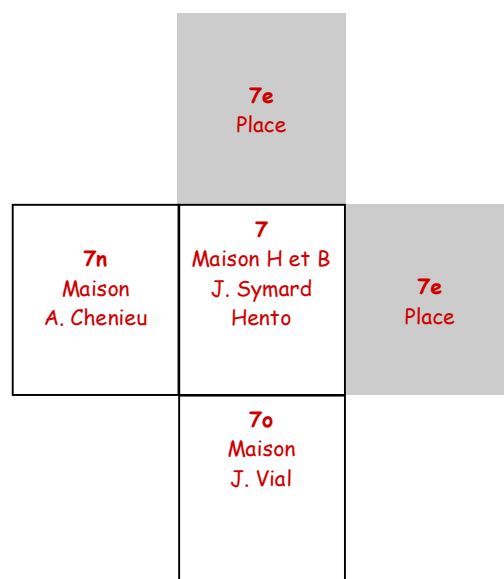 7e
Place
7n
Maison
A. Chenieu
7
Maison H et B
J. Symard
Hento
7e
Place
7o
Maison
J. Vial